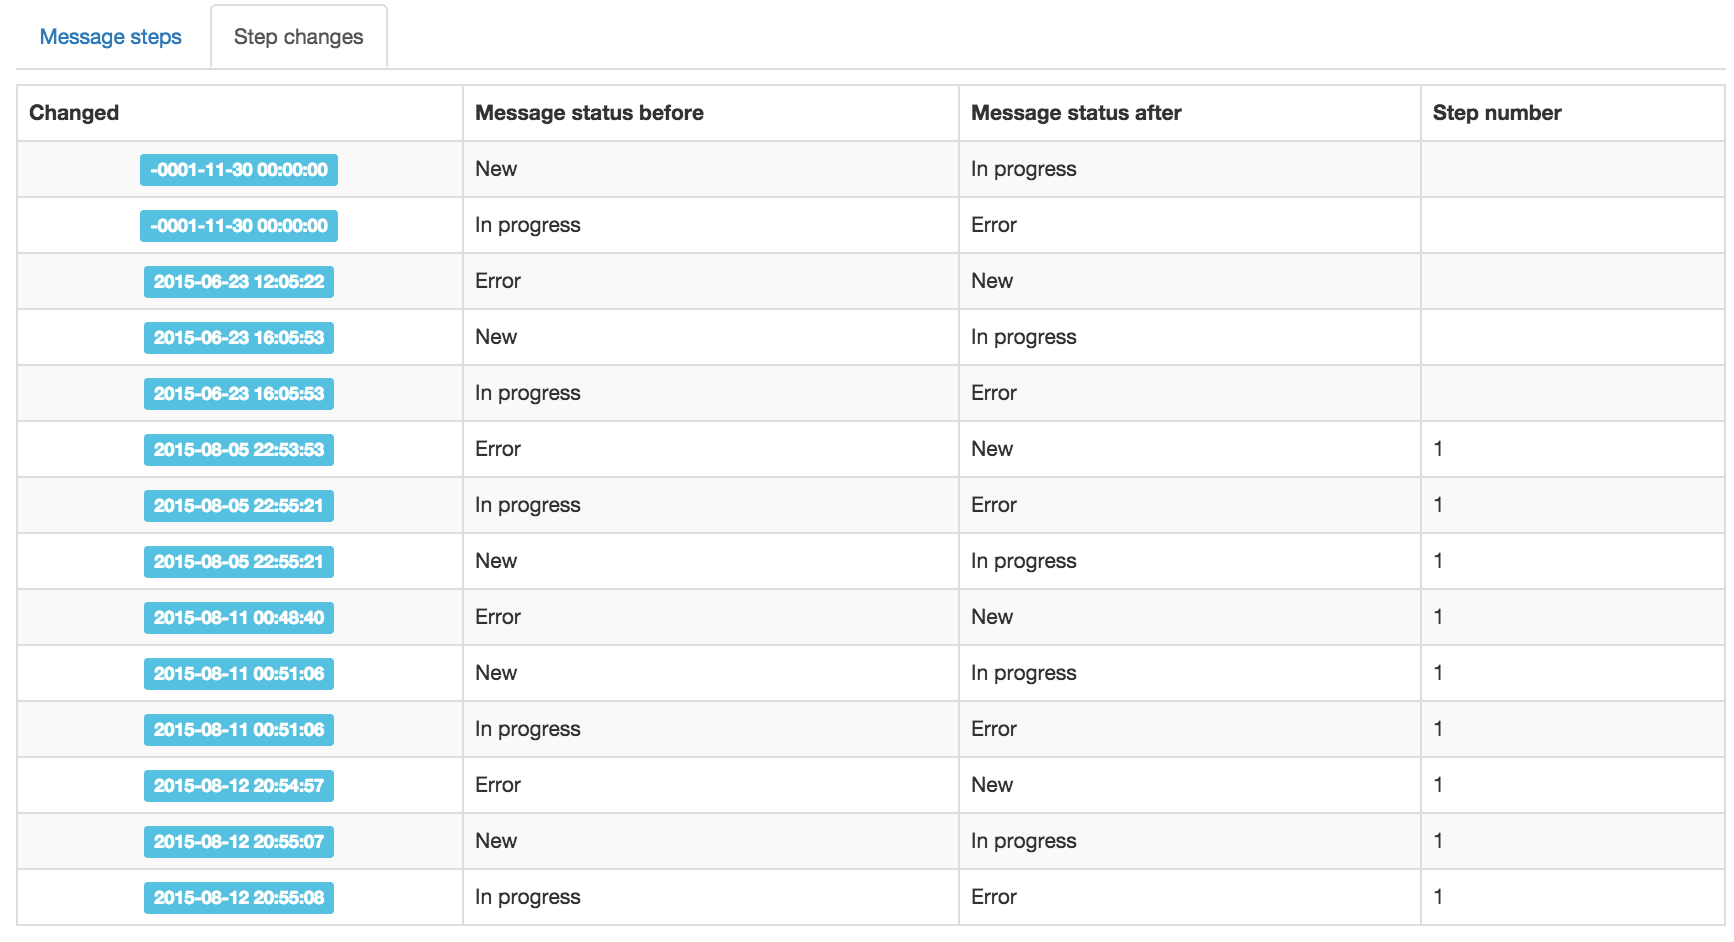 Message steps Step changes
Changed Message status before Message status after Step number
-0001-11-30 00:00:00 New In progress
-0001-11-30 00:00:00 In progress Error
2015-06-23 12:05:22 Error New
2015-06-23 16:05:53 New In progress
2015-06-23 16:05:53 In progress Error
2015-08-05 22:53:53 Error New 1
2015-08-05 22:55:21 In progress Error 1
2015-08-05 22:55:21 New In progress 1
2015-08-11 00:48:40 Error New 1
2015-08-11 00:51:06 New In progress 1
2015-08-11 00:51:06 In progress Error 1
2015-08-12 20:54:57 Error New 1
2015-08-12 20:55:07 New In progress 1
2015-08-12 20:55:08 In progress Error 1